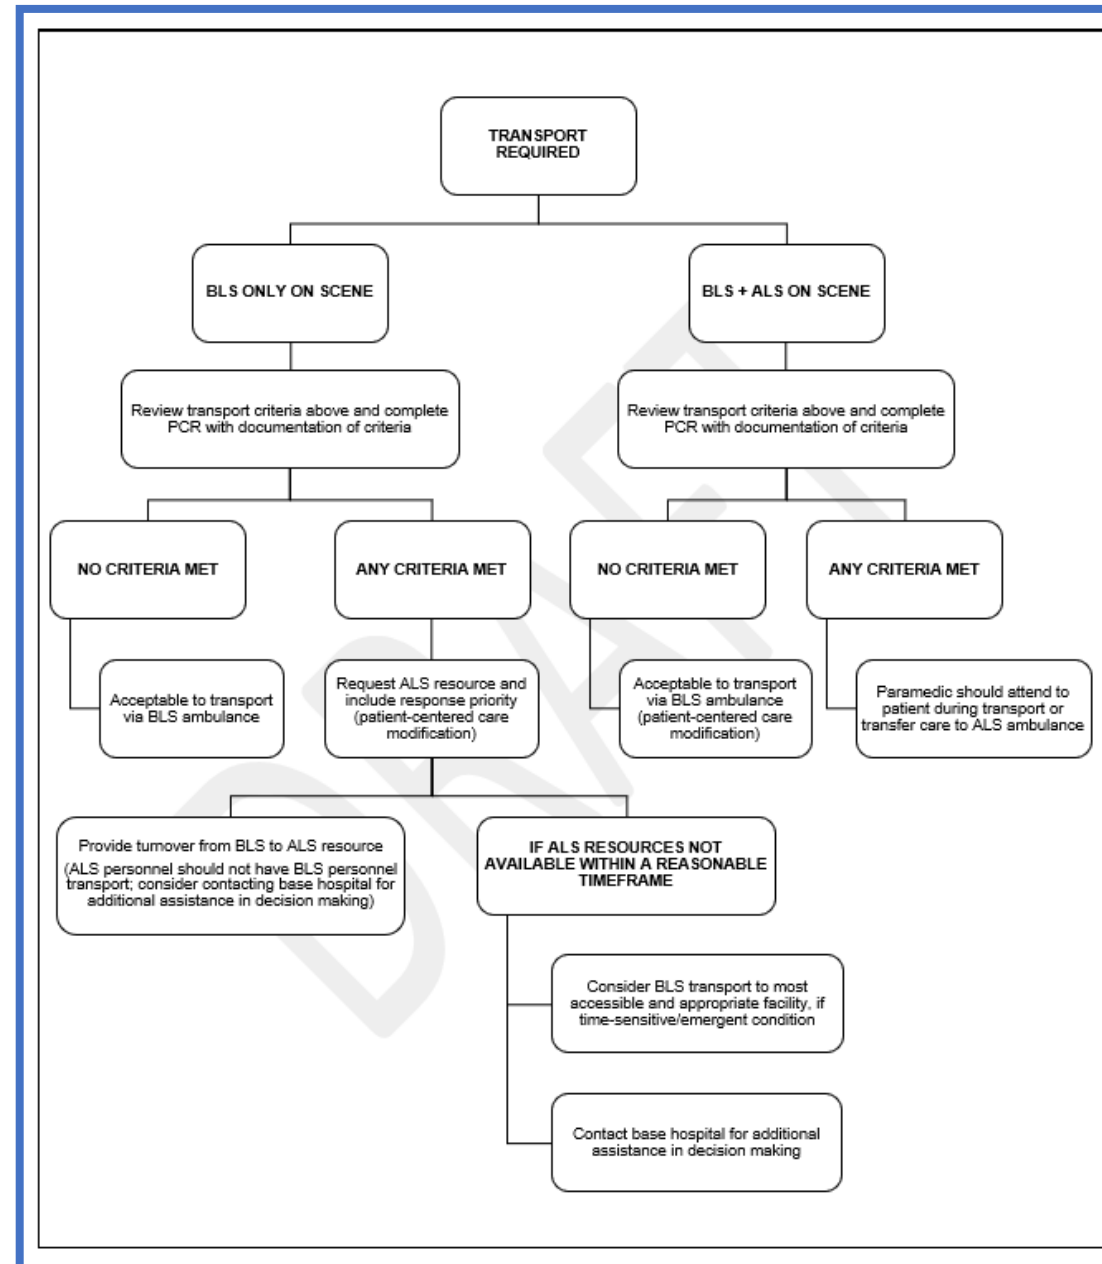 TRANSPORT
REQUIRED
BLS ONLY ON SCENE
BLS + ALS ON SCENE
Review transport criteria above and complete
PCR with documentation of criteria
Review transport criteria above and complete
PCR with documentation of criteria
NO CRITERIA MET
ANY CRITERIA MET
NO CRITERIA MET
ANY CRITERIA MET
Acceptable to transport
via BLS ambulance
Request ALS resource and
include response priority
(patient-centered care
modification)
Acceptable to transport
via BLS ambulance
(patient-centered care
modification)
Paramedic should attend to
patient during transport or
transfer care to ALS ambulance
Provide turnover from BLS to ALS resource
(ALS personnel should not have BLS personnel
transport; consider contacting base hospital for
additional assistance in decision making)
IF ALS RESOURCES NOT
AVAILABLE WITHIN A REASONABLE
TIMEFRAME
Consider BLS transport to most
accessible and appropriate facility, if
time-sensitive/emergent condition
Contact base hospital for additional
assistance in decision making
DRAFT